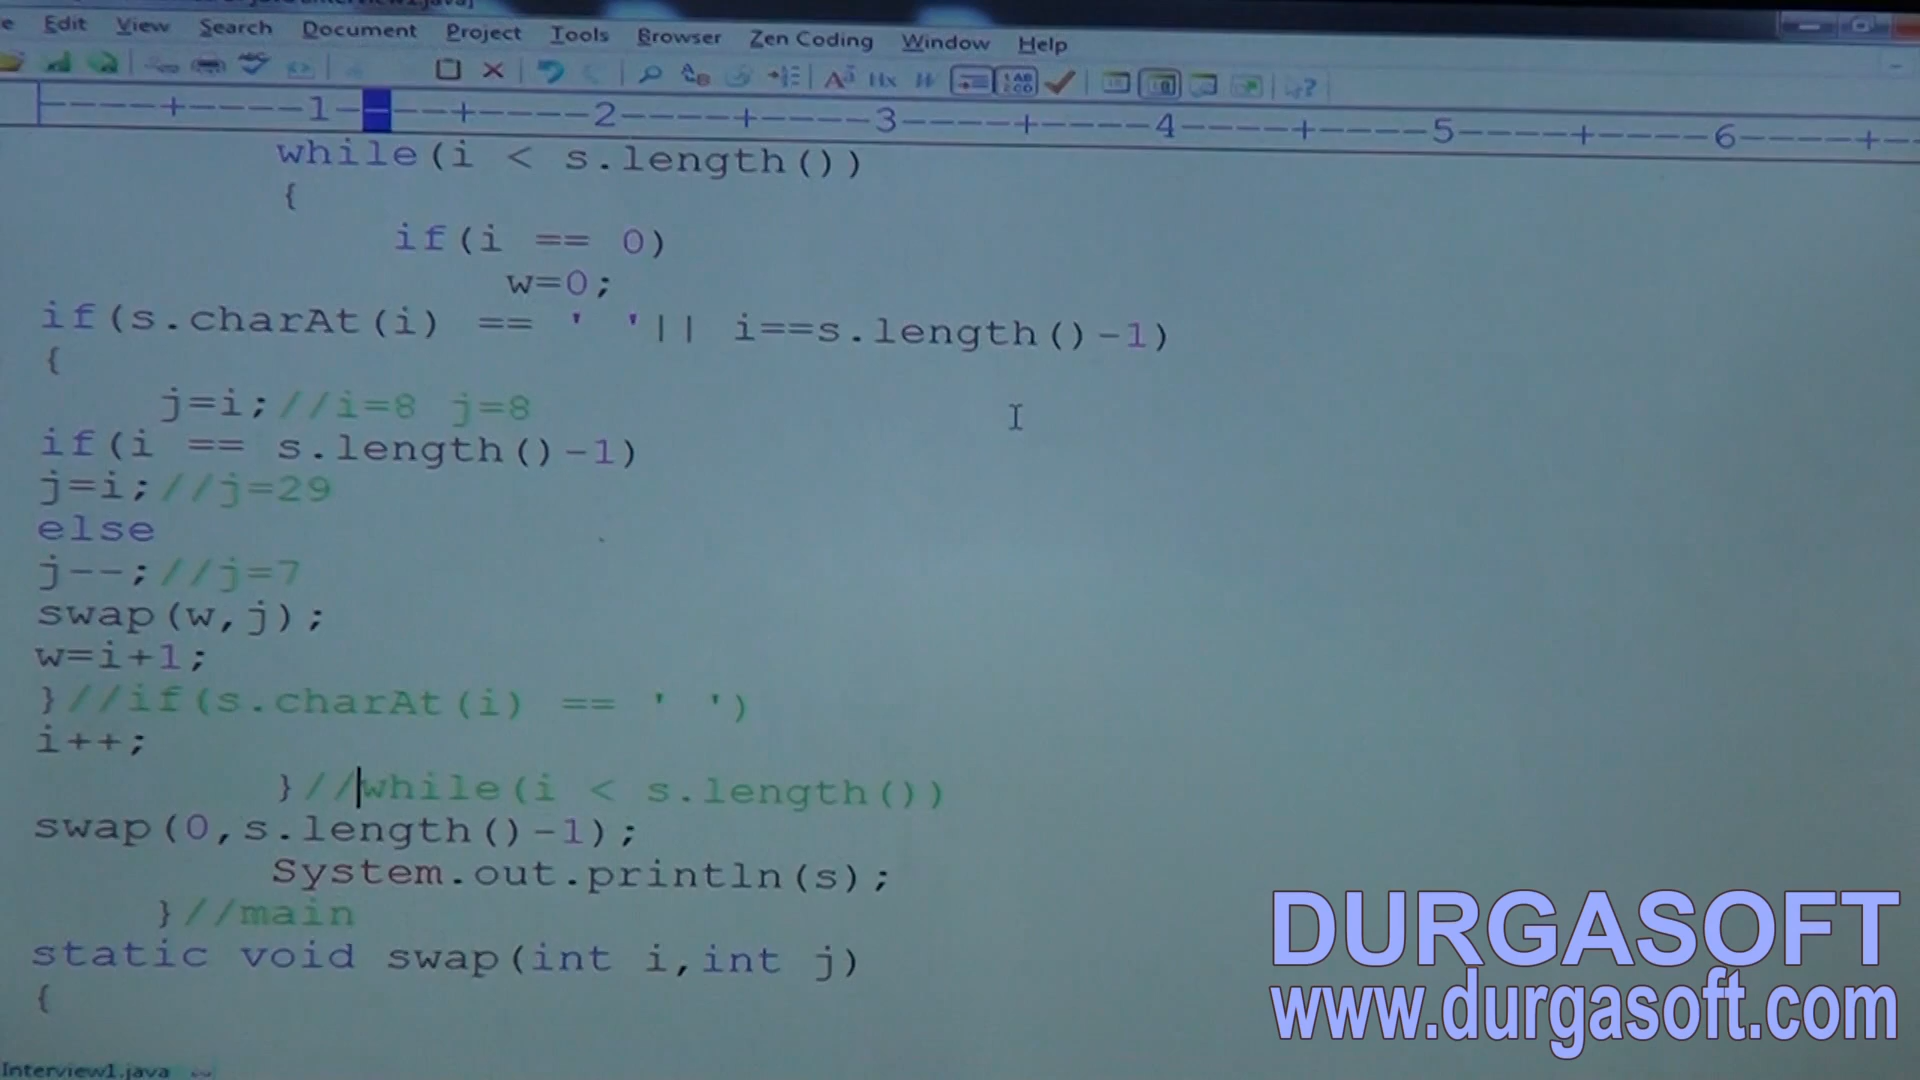 Edit View Search Document Project Tools Browser Zen Coding Window Help
----+----1----+----2----+----3----+----4----+----5----+----6----+--
while(i < s.length())
{
if(i == 0)
w=0;
if(s.charAt(i) == ' '|| i==s.length()-1)
{
j=i;//i=8 j=8
if(i == s.length()-1)
j=i;//j=29
else
j--;//j=7
swap(w,j);
w=i+1;
}//if(s.charAt(i) == ' ')
i++;
}//while(i < s.length())
swap(0,s.length()-1);
System.out.println(s);
}//main
static void swap(int i,int j)
{
Interview1.java
DURGASOFT
www.durgasoft.com